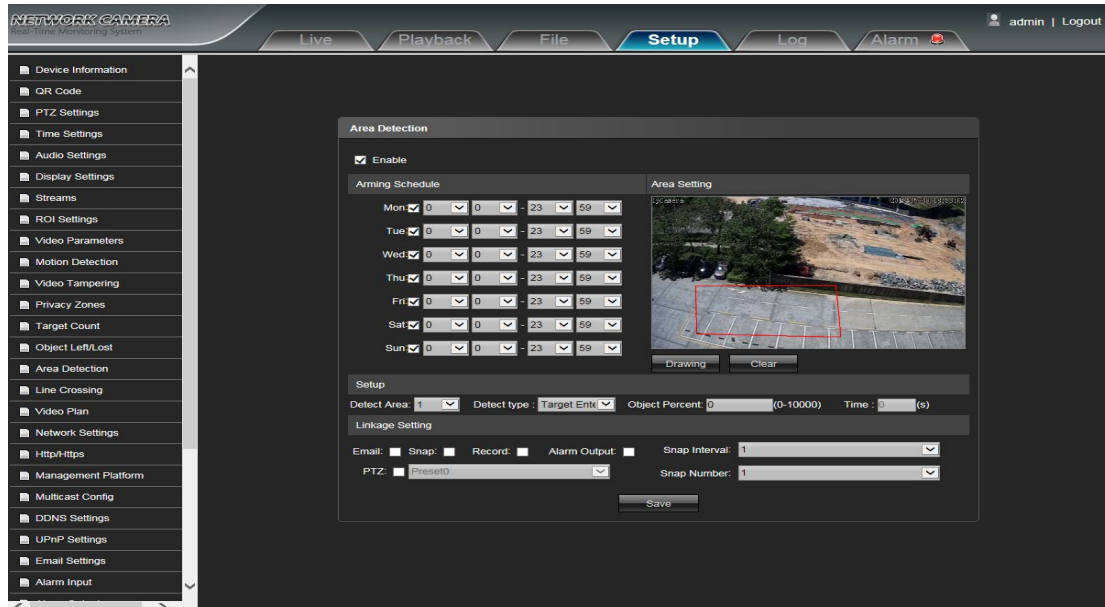 NETWORK CAMERA
Real-Time Monitoring System
Live
Playback
File
Setup
Log
Alarm
admin | Logout
Device Information
QR Code
PTZ Settings
Time Settings
Audio Settings
Display Settings
Streams
ROI Settings
Video Parameters
Motion Detection
Video Tampering
Privacy Zones
Target Count
Object Left/Lost
Area Detection
Line Crossing
Video Plan
Network Settings
Http/Https
Management Platform
Multicast Config
DDNS Settings
UPnP Settings
Email Settings
Alarm Input
Area Detection
Enable
Arming Schedule
Mon: 0 0 - 23 59
Tue: 0 0 - 23 59
Wed: 0 0 - 23 59
Thu: 0 0 - 23 59
Fri: 0 0 - 23 59
Sat: 0 0 - 23 59
Sun: 0 0 - 23 59
Area Setting
IpCamera
Drawing Clear
Setup
Detect Area: 1 Detect type : Target Ente Object Percent: 0 (0-10000) Time : 0 (s)
Linkage Setting
Email: Snap: Record: Alarm Output: Snap Interval: 1
PTZ: Preset0 Snap Number: 1
Save